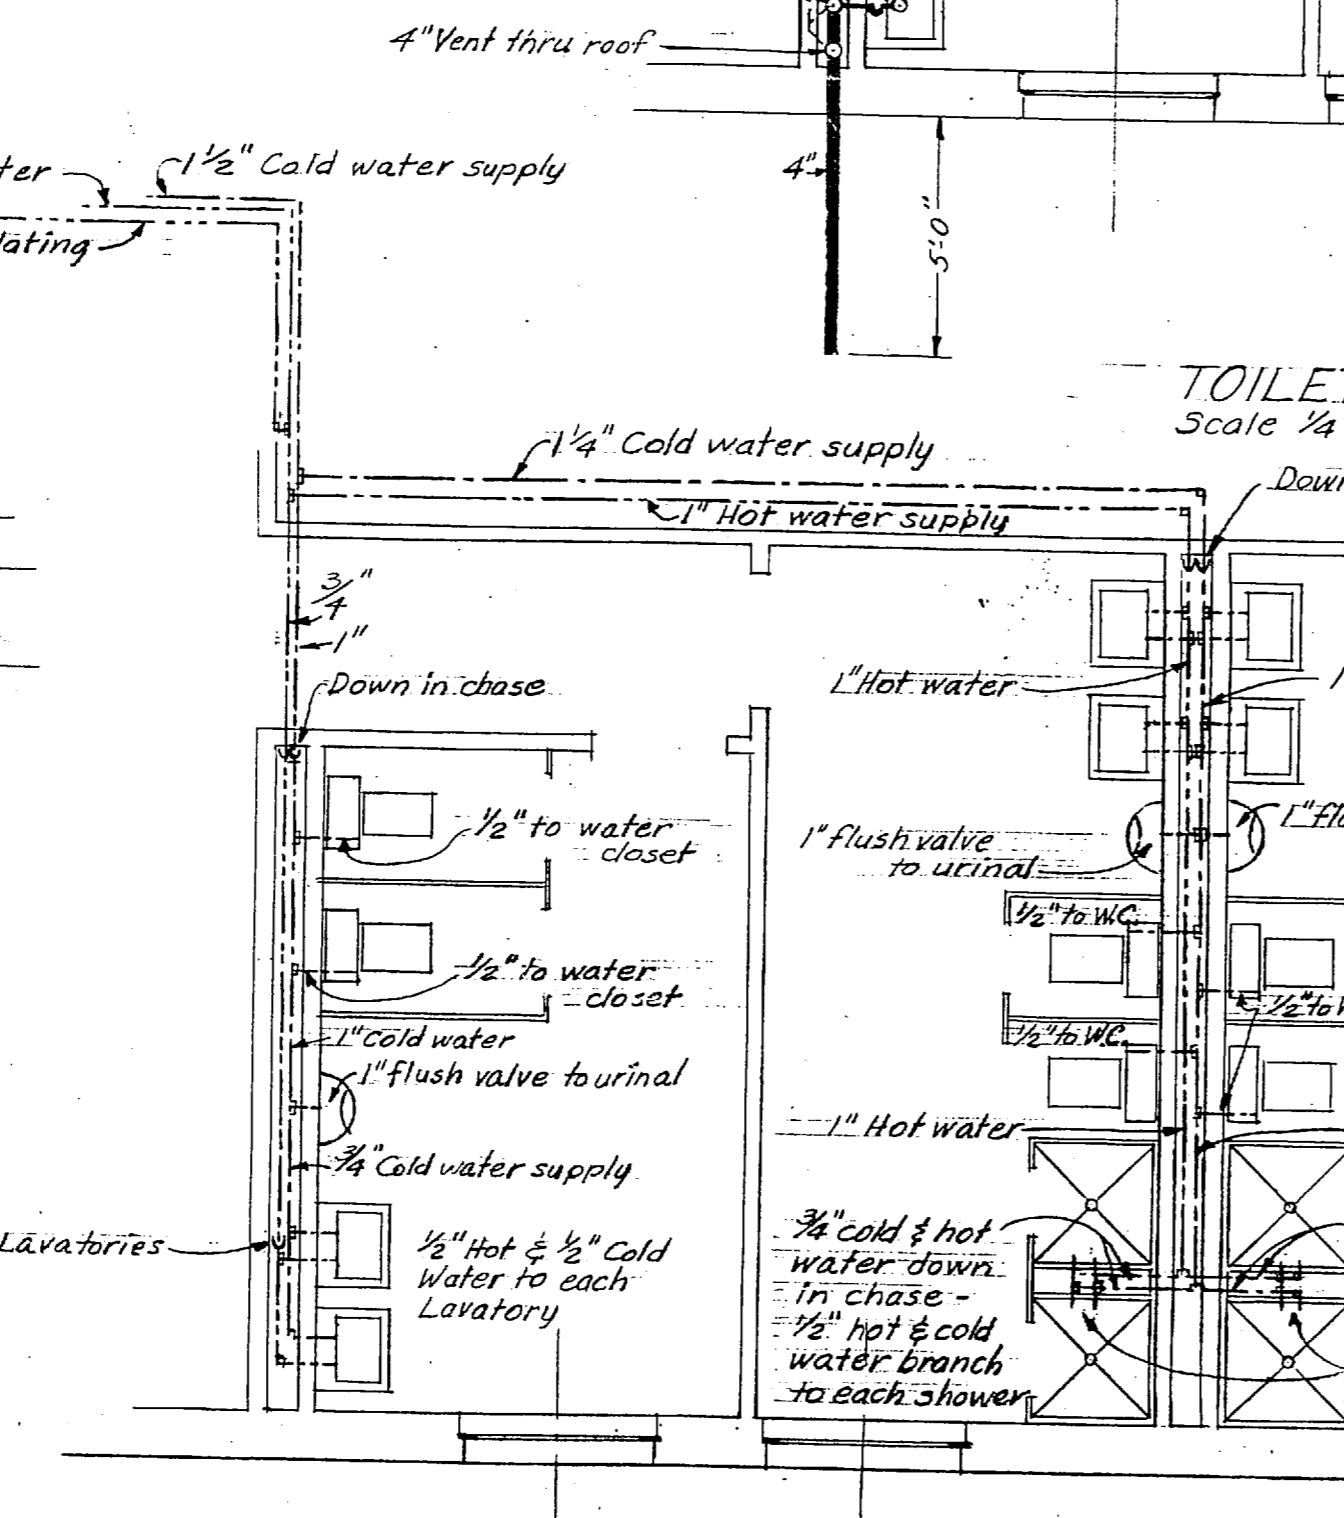 4" Vent thru roof
1½" Cold water supply
4"
5'-0"
1¼" Cold water supply
1" Hot water supply
Scale ¼
¾"
1"
Down in chase
1" Hot water
½" to water
closet
1" flush valve
to urinal
½" to W.C.
½" to water
closet
½" to W.C.
1" Cold water
1" flush valve to urinal
1" Hot water
¾" Cold water supply
Lavatories
½" Hot & ½" Cold
Water to each
Lavatory
¾" cold & hot
water down
in chase -
½" hot & cold
water branch
to each shower